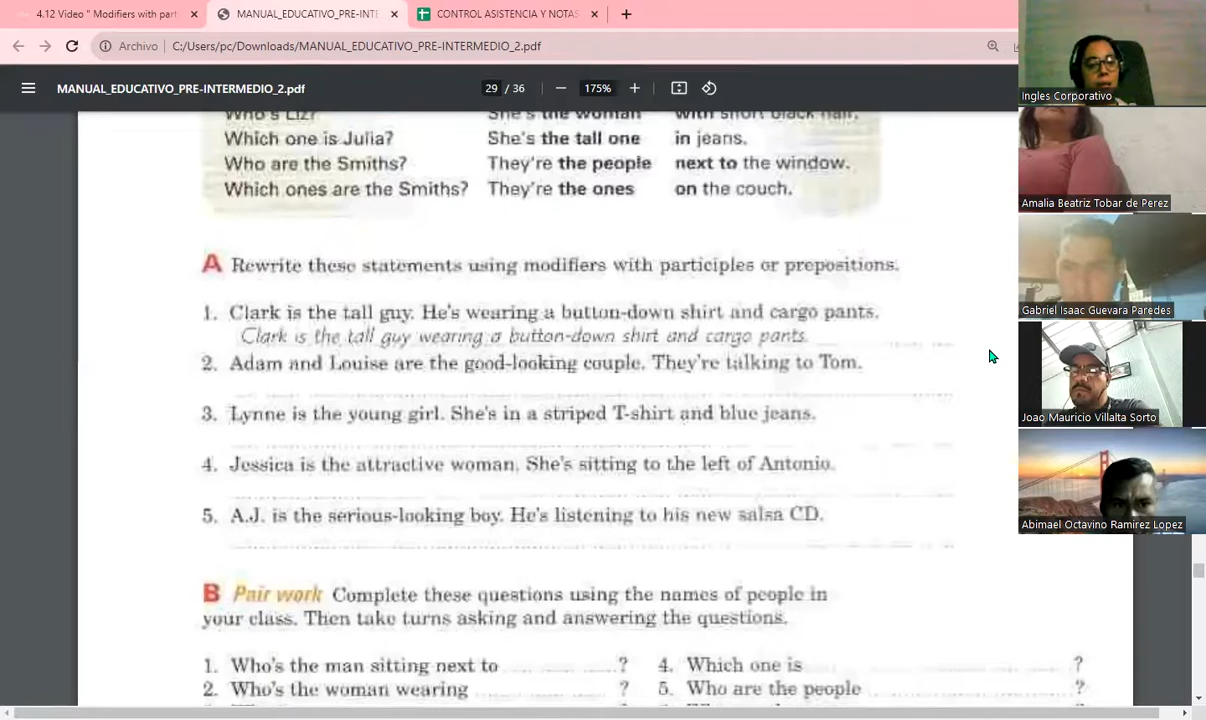 4.12 Video " Modifiers with part
MANUAL_EDUCATIVO_PRE-INTE
CONTROL ASISTENCIA Y NOTAS
Archivo
C:/Users/pc/Downloads/MANUAL_EDUCATIVO_PRE-INTERMEDIO_2.pdf
MANUAL_EDUCATIVO_PRE-INTERMEDIO_2.pdf
29 / 36
175%
Who's Liz? She's the woman with short black hair.
Which one is Julia? She's the tall one in jeans.
Who are the Smiths? They're the people next to the window.
Which ones are the Smiths? They're the ones on the couch.
A Rewrite these statements using modifiers with participles or prepositions.
1. Clark is the tall guy. He's wearing a button-down shirt and cargo pants.
Clark is the tall guy wearing a button-down shirt and cargo pants.
2. Adam and Louise are the good-looking couple. They're talking to Tom.
3. Lynne is the young girl. She's in a striped T-shirt and blue jeans.
4. Jessica is the attractive woman. She's sitting to the left of Antonio.
5. A.J. is the serious-looking boy. He's listening to his new salsa CD.
B Pair work Complete these questions using the names of people in
your class. Then take turns asking and answering the questions.
1. Who's the man sitting next to ? 4. Which one is ?
2. Who's the woman wearing ? 5. Who are the people ?
Ingles Corporativo
Amalia Beatriz Tobar de Perez
Gabriel Isaac Guevara Paredes
Joao Mauricio Villalta Sorto
Abimael Octavino Ramirez Lopez